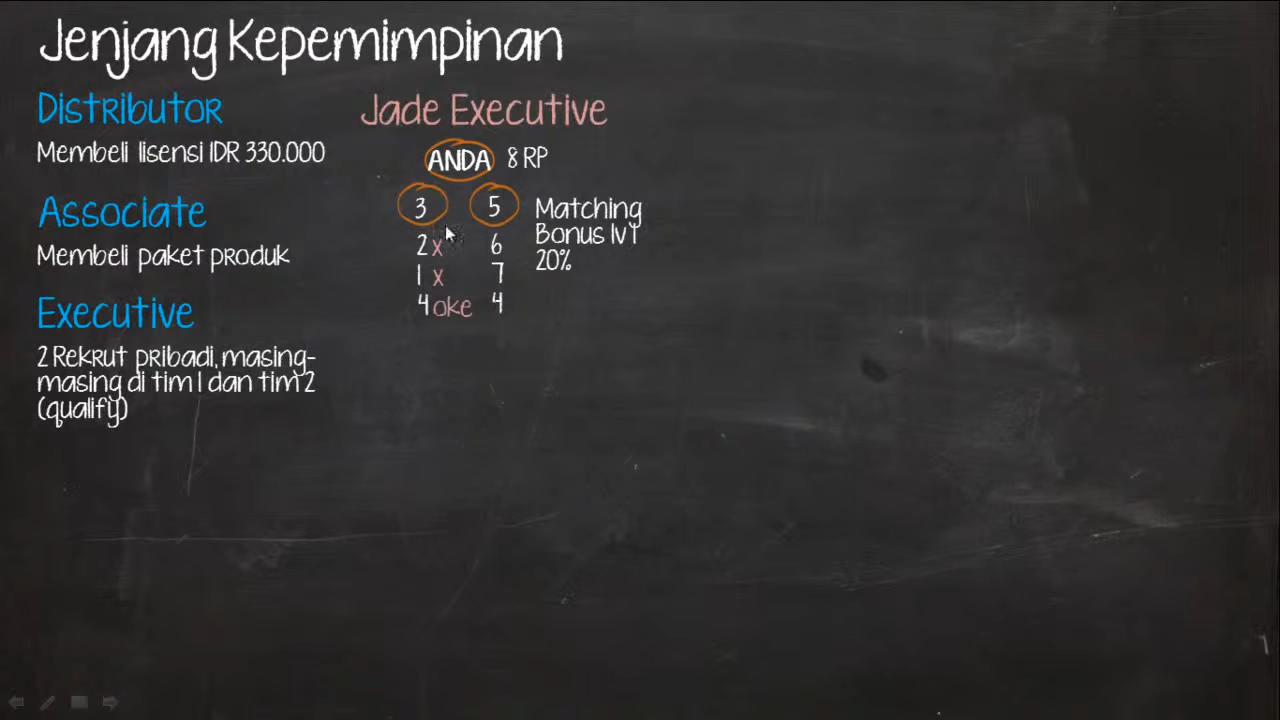 Jenjang Kepemimpinan
Distributor
Membeli lisensi IDR 330.000
Associate
Membeli paket produk
Executive
2 Rekrut pribadi, masing-
masing di tim 1 dan tim 2
(qualify)
Jade Executive
ANDA 8 RP
3 5
2 x 6
1 x 7
4 oke 4
Matching
Bonus lv 1
20%